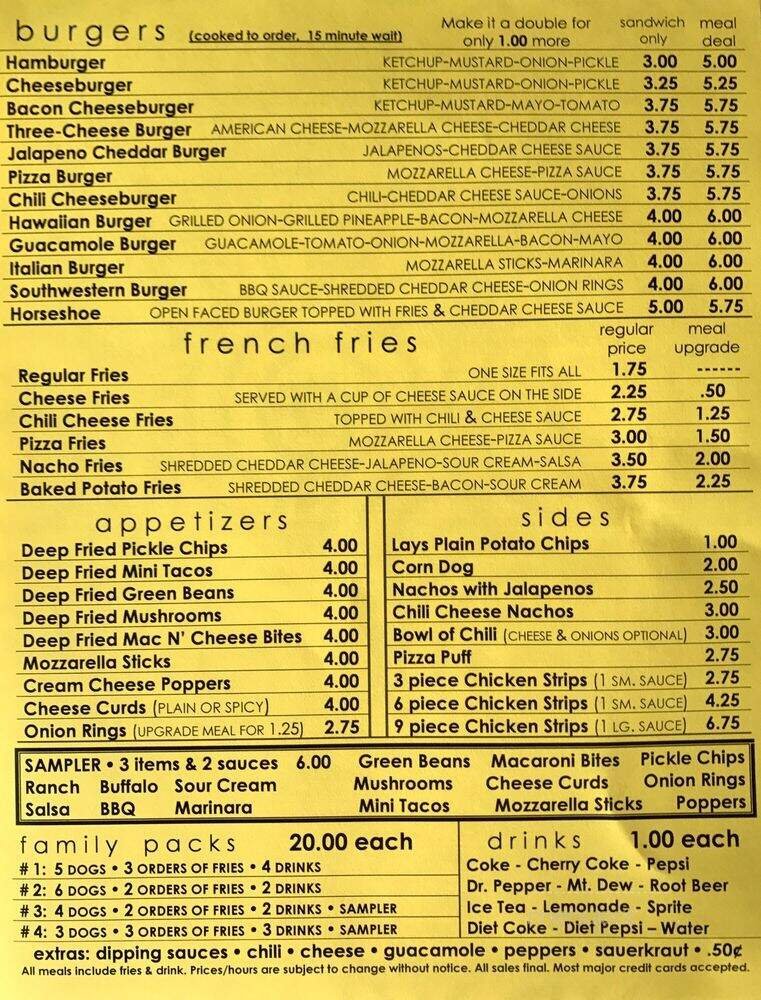 burgers (cooked to order, 15 minute wait) Make it a double for only 1.00 more sandwich only meal deal
Hamburger KETCHUP-MUSTARD-ONION-PICKLE 3.00 5.00
Cheeseburger KETCHUP-MUSTARD-ONION-PICKLE 3.25 5.25
Bacon Cheeseburger KETCHUP-MUSTARD-MAYO-TOMATO 3.75 5.75
Three-Cheese Burger AMERICAN CHEESE-MOZZARELLA CHEESE-CHEDDAR CHEESE 3.75 5.75
Jalapeno Cheddar Burger JALAPENOS-CHEDDAR CHEESE SAUCE 3.75 5.75
Pizza Burger MOZZARELLA CHEESE-PIZZA SAUCE 3.75 5.75
Chili Cheeseburger CHILI-CHEDDAR CHEESE SAUCE-ONIONS 3.75 5.75
Hawaiian Burger GRILLED ONION-GRILLED PINEAPPLE-BACON-MOZZARELLA CHEESE 4.00 6.00
Guacamole Burger GUACAMOLE-TOMATO-ONION-MOZZARELLA-BACON-MAYO 4.00 6.00
Italian Burger MOZZARELLA STICKS-MARINARA 4.00 6.00
Southwestern Burger BBQ SAUCE-SHREDDED CHEDDAR CHEESE-ONION RINGS 4.00 6.00
Horseshoe OPEN FACED BURGER TOPPED WITH FRIES & CHEDDAR CHEESE SAUCE 5.00 5.75
french fries regular price meal upgrade
Regular Fries ONE SIZE FITS ALL 1.75 ------
Cheese Fries SERVED WITH A CUP OF CHEESE SAUCE ON THE SIDE 2.25 .50
Chili Cheese Fries TOPPED WITH CHILI & CHEESE SAUCE 2.75 1.25
Pizza Fries MOZZARELLA CHEESE-PIZZA SAUCE 3.00 1.50
Nacho Fries SHREDDED CHEDDAR CHEESE-JALAPENO-SOUR CREAM-SALSA 3.50 2.00
Baked Potato Fries SHREDDED CHEDDAR CHEESE-BACON-SOUR CREAM 3.75 2.25
appetizers
Deep Fried Pickle Chips 4.00
Deep Fried Mini Tacos 4.00
Deep Fried Green Beans 4.00
Deep Fried Mushrooms 4.00
Deep Fried Mac N' Cheese Bites 4.00
Mozzarella Sticks 4.00
Cream Cheese Poppers 4.00
Cheese Curds (PLAIN OR SPICY) 4.00
Onion Rings (UPGRADE MEAL FOR 1.25) 2.75
sides
Lays Plain Potato Chips 1.00
Corn Dog 2.00
Nachos with Jalapenos 2.50
Chili Cheese Nachos 3.00
Bowl of Chili (CHEESE & ONIONS OPTIONAL) 3.00
Pizza Puff 2.75
3 piece Chicken Strips (1 SM. SAUCE) 2.75
6 piece Chicken Strips (1 SM. SAUCE) 4.25
9 piece Chicken Strips (1 LG. SAUCE) 6.75
SAMPLER • 3 items & 2 sauces 6.00 Green Beans Macaroni Bites Pickle Chips
Ranch Buffalo Sour Cream Mushrooms Cheese Curds Onion Rings
Salsa BBQ Marinara Mini Tacos Mozzarella Sticks Poppers
family packs 20.00 each
#1: 5 DOGS • 3 ORDERS OF FRIES • 4 DRINKS
#2: 6 DOGS • 2 ORDERS OF FRIES • 2 DRINKS
#3: 4 DOGS • 2 ORDERS OF FRIES • 2 DRINKS • SAMPLER
#4: 3 DOGS • 3 ORDERS OF FRIES • 3 DRINKS • SAMPLER
drinks 1.00 each
Coke - Cherry Coke - Pepsi
Dr. Pepper - Mt. Dew - Root Beer
Ice Tea - Lemonade - Sprite
Diet Coke - Diet Pepsi – Water
extras: dipping sauces • chili • cheese • guacamole • peppers • sauerkraut • .50¢
All meals include fries & drink. Prices/hours are subject to change without notice. All sales final. Most major credit cards accepted.